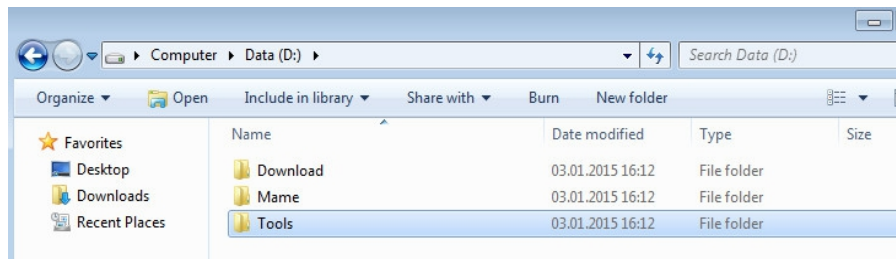 Computer Data (D:) Search Data (D:)
Organize Open Include in library Share with Burn New folder
Favorites
Desktop
Downloads
Recent Places
Name Date modified Type Size
Download 03.01.2015 16:12 File folder
Mame 03.01.2015 16:12 File folder
Tools 03.01.2015 16:12 File folder